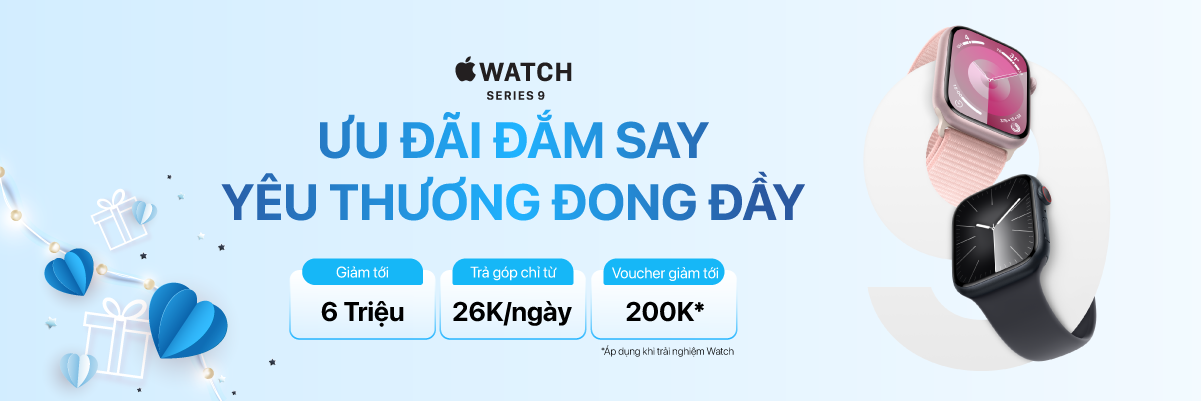 WATCH
SERIES 9
ƯU ĐÃI ĐẮM SAY
YÊU THƯƠNG ĐONG ĐẦY
Giảm tới
6 Triệu
Trả góp chỉ từ
26K/ngày
Voucher giảm tới
200K*
*Áp dụng khi trải nghiệm Watch